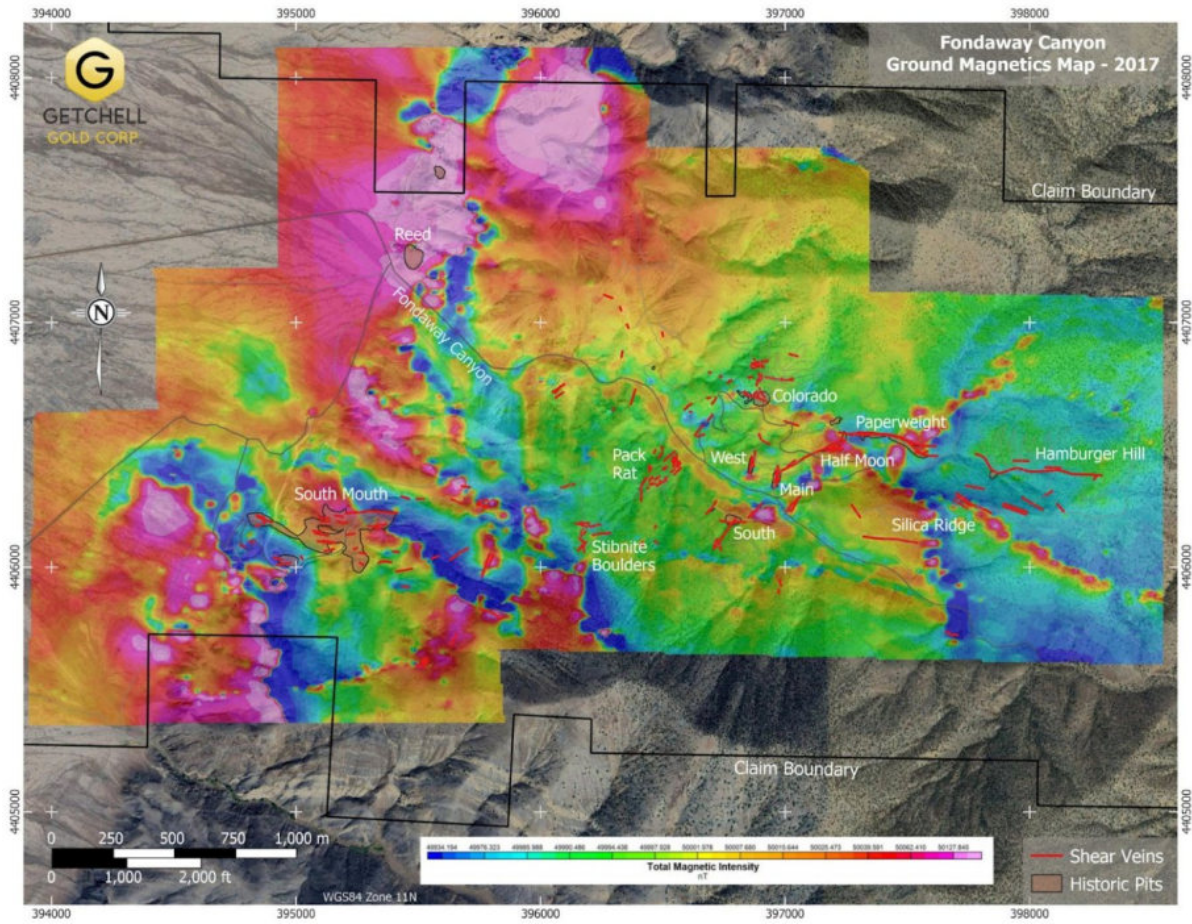 394000 395000 396000 397000 398000
Fondaway Canyon
Ground Magnetics Map - 2017
G
GETCHELL
GOLD CORP
4408000
4408000
Claim Boundary
Reed
N
Fondaway Canyon
4407000
4407000
Colorado
Paperweight
Pack
Rat
West
Half Moon
Hamburger Hill
Main
South Mouth
Silica Ridge
South
Stibnite
Boulders
4406000
4406000
Claim Boundary
4405000
4405000
0 250 500 750 1,000 m
0 1,000 2,000 ft
WGS84 Zone 11N
Total Magnetic Intensity
nT
Shear Veins
Historic Pits
394000 395000 396000 397000 398000